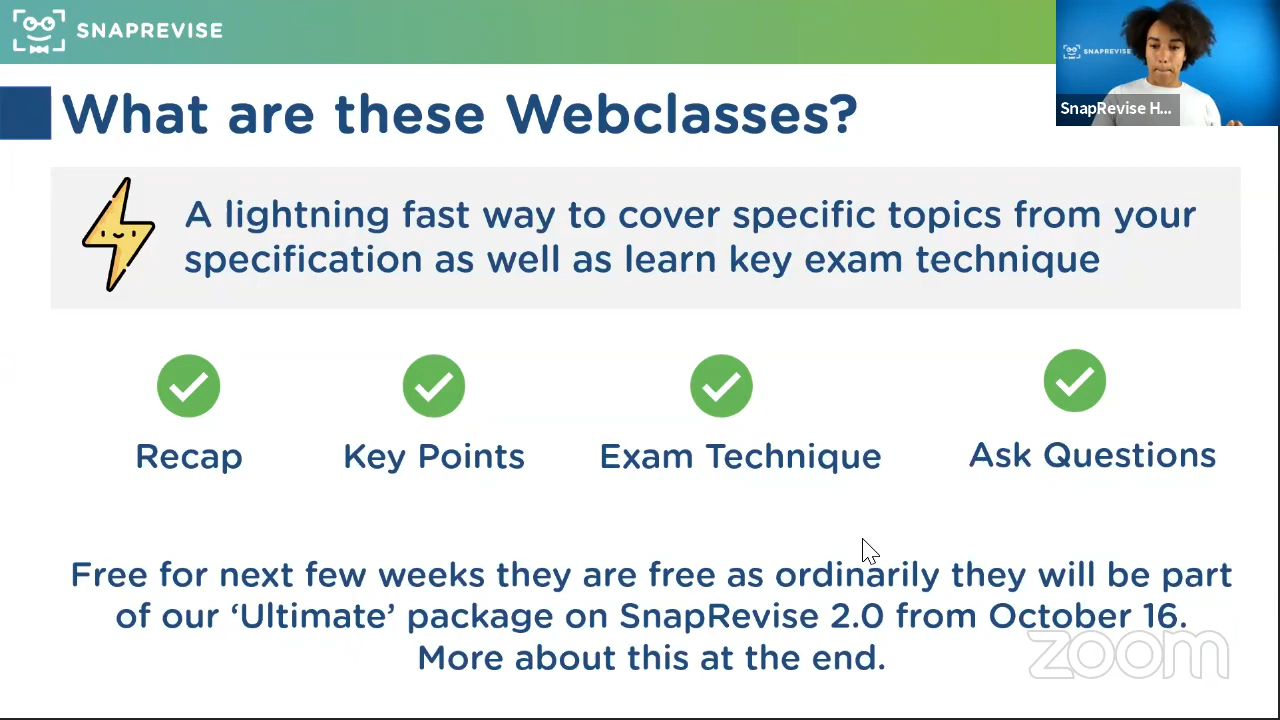 SNAPREVISE
SNAPREVISE
SnapRevise H...
What are these Webclasses?
A lightning fast way to cover specific topics from your
specification as well as learn key exam technique
Recap
Key Points
Exam Technique
Ask Questions
Free for next few weeks they are free as ordinarily they will be part
of our ‘Ultimate’ package on SnapRevise 2.0 from October 16.
More about this at the end.
zoom